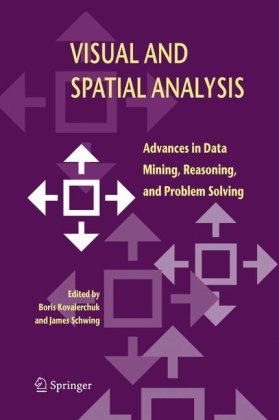 VISUAL AND
SPATIAL ANALYSIS
Advances in Data
Mining, Reasoning,
and Problem Solving
Edited by
Boris Kovalerchuk
and James Schwing
Springer